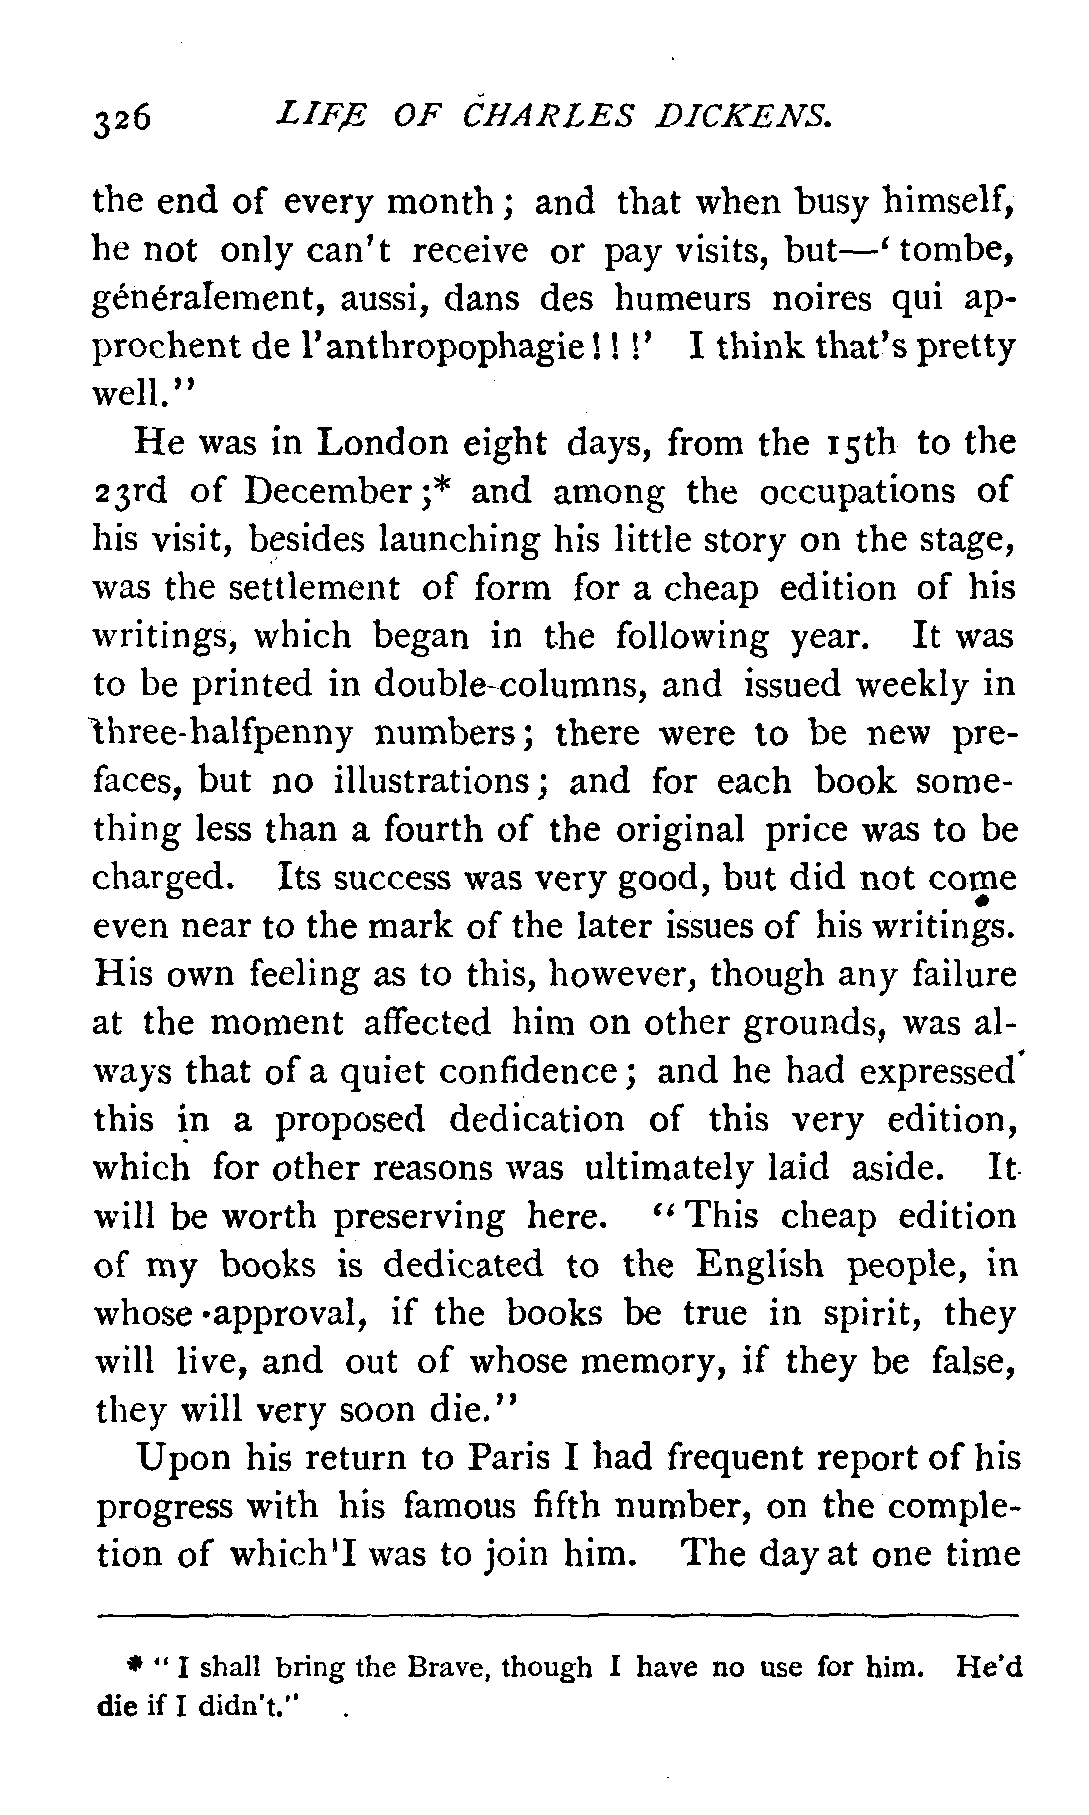 326 LIFE OF CHARLES DICKENS.
the end of every month; and that when busy himself,
he not only can't receive or pay visits, but—‘tombe,
généralement, aussi, dans des humeurs noires qui ap-
prochent de l'anthropophagie!!!’ I think that's pretty
well."
He was in London eight days, from the 15th to the
23rd of December;* and among the occupations of
his visit, besides launching his little story on the stage,
was the settlement of form for a cheap edition of his
writings, which began in the following year. It was
to be printed in double-columns, and issued weekly in
three-halfpenny numbers; there were to be new pre-
faces, but no illustrations; and for each book some-
thing less than a fourth of the original price was to be
charged. Its success was very good, but did not come
even near to the mark of the later issues of his writings.
His own feeling as to this, however, though any failure
at the moment affected him on other grounds, was al-
ways that of a quiet confidence; and he had expressed
this in a proposed dedication of this very edition,
which for other reasons was ultimately laid aside. It
will be worth preserving here. "This cheap edition
of my books is dedicated to the English people, in
whose approval, if the books be true in spirit, they
will live, and out of whose memory, if they be false,
they will very soon die."
Upon his return to Paris I had frequent report of his
progress with his famous fifth number, on the comple-
tion of which I was to join him. The day at one time
* "I shall bring the Brave, though I have no use for him. He'd
die if I didn't."